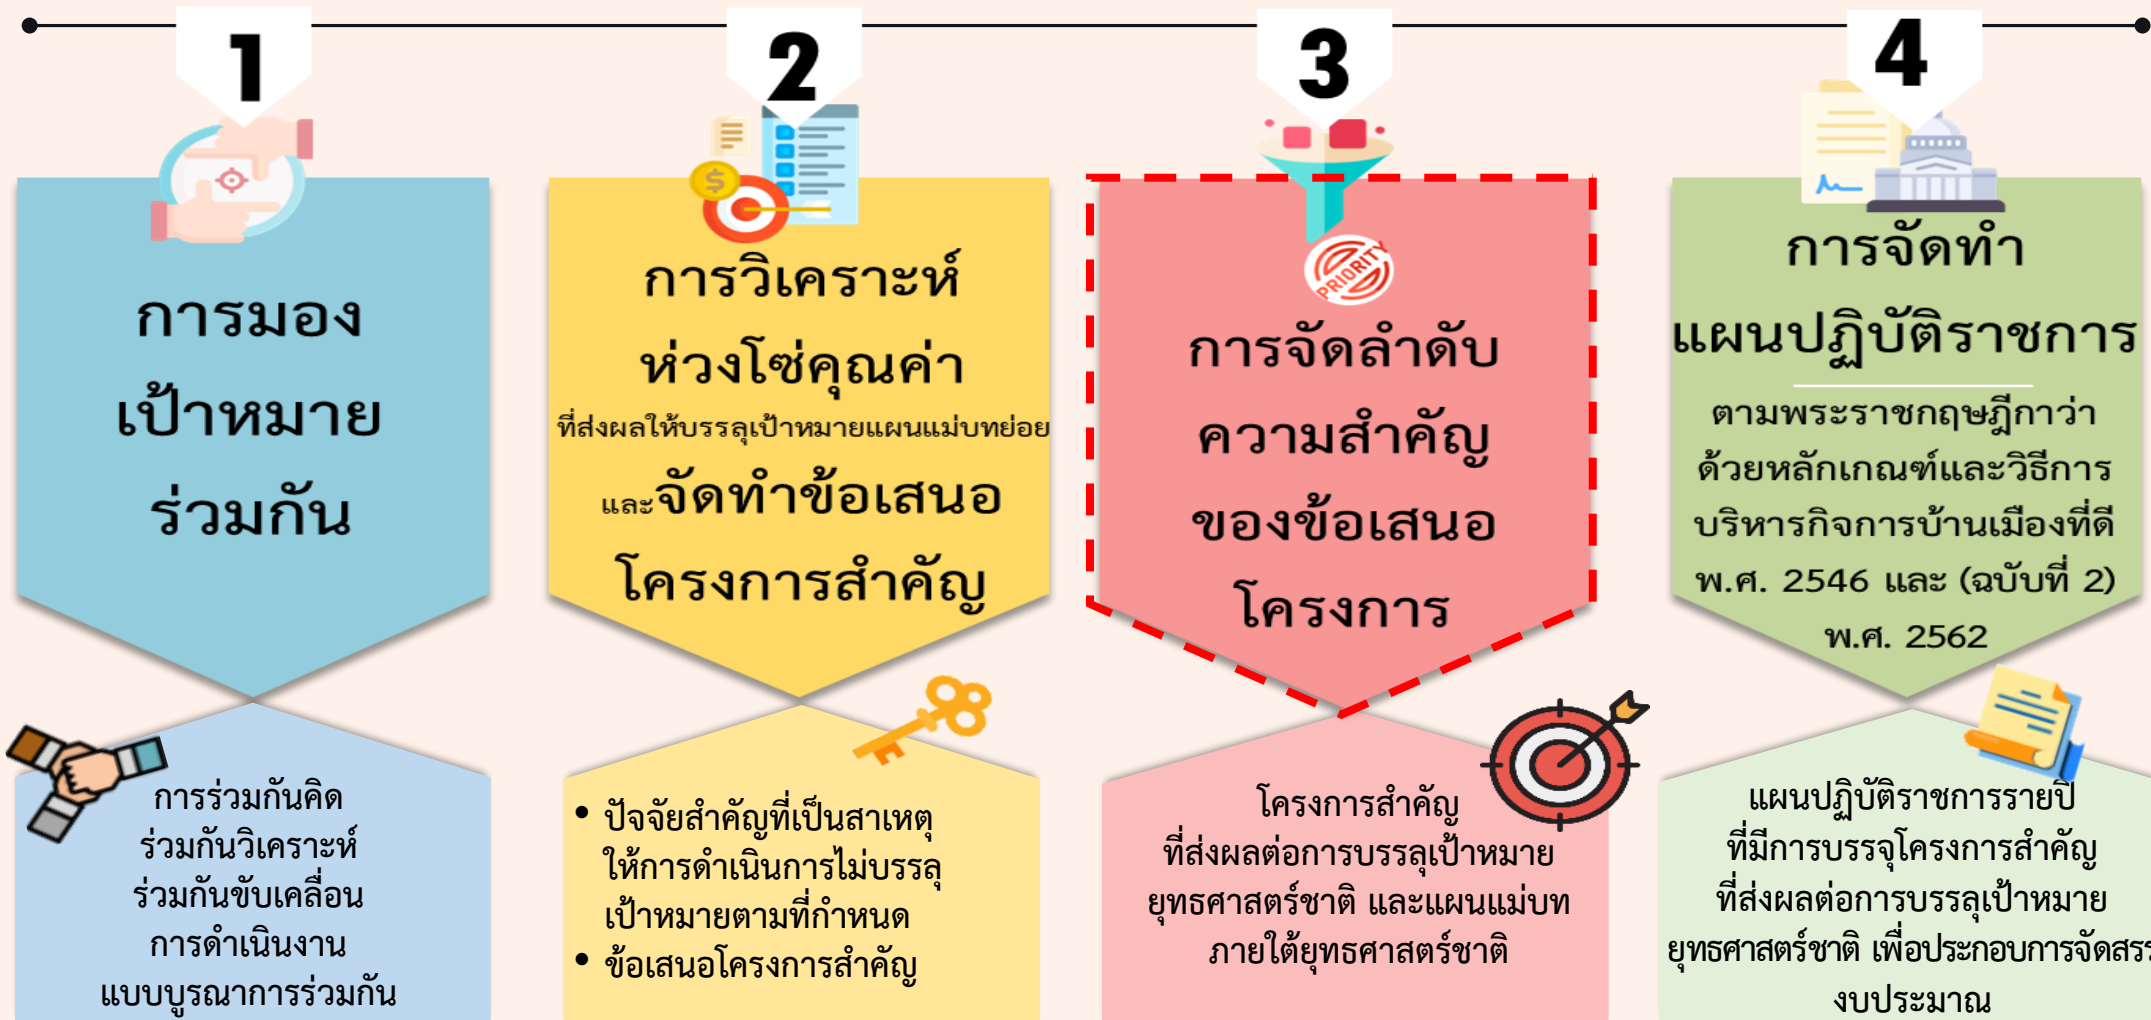 1
การมอง
เป้าหมาย
ร่วมกัน
การร่วมกันคิด
ร่วมกันวิเคราะห์
ร่วมกันขับเคลื่อน
การดำเนินงาน
แบบบูรณาการร่วมกัน
2
$
การวิเคราะห์
ห่วงโซ่คุณค่า
ที่ส่งผลให้บรรลุเป้าหมายแผนแม่บทย่อย
และจัดทำข้อเสนอ
โครงการสำคัญ
• ปัจจัยสำคัญที่เป็นสาเหตุ
ให้การดำเนินการไม่บรรลุ
เป้าหมายตามที่กำหนด
• ข้อเสนอโครงการสำคัญ
3
PRIORITY
การจัดลำดับ
ความสำคัญ
ของข้อเสนอ
โครงการ
โครงการสำคัญ
ที่ส่งผลต่อการบรรลุเป้าหมาย
ยุทธศาสตร์ชาติ และแผนแม่บท
ภายใต้ยุทธศาสตร์ชาติ
4
การจัดทำ
แผนปฏิบัติราชการ
ตามพระราชกฤษฎีกาว่า
ด้วยหลักเกณฑ์และวิธีการ
บริหารกิจการบ้านเมืองที่ดี
พ.ศ. 2546 และ (ฉบับที่ 2)
พ.ศ. 2562
แผนปฏิบัติราชการรายปี
ที่มีการบรรจุโครงการสำคัญ
ที่ส่งผลต่อการบรรลุเป้าหมาย
ยุทธศาสตร์ชาติ เพื่อประกอบการจัดสรร
งบประมาณ